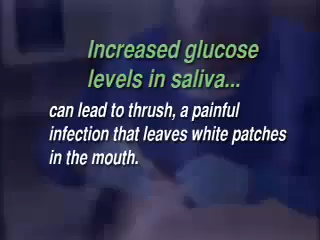 Increased glucose
levels in saliva...
can lead to thrush, a painful
infection that leaves white patches
in the mouth.